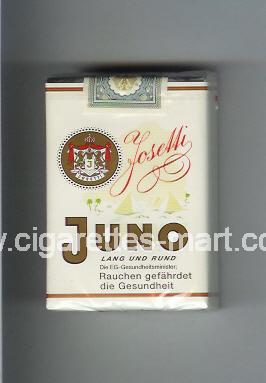 Josetti
JUNO
www.cigarettes-mart.com
LANG UND RUND
Die EG-Gesundheitsminister:
Rauchen gefährdet
die Gesundheit